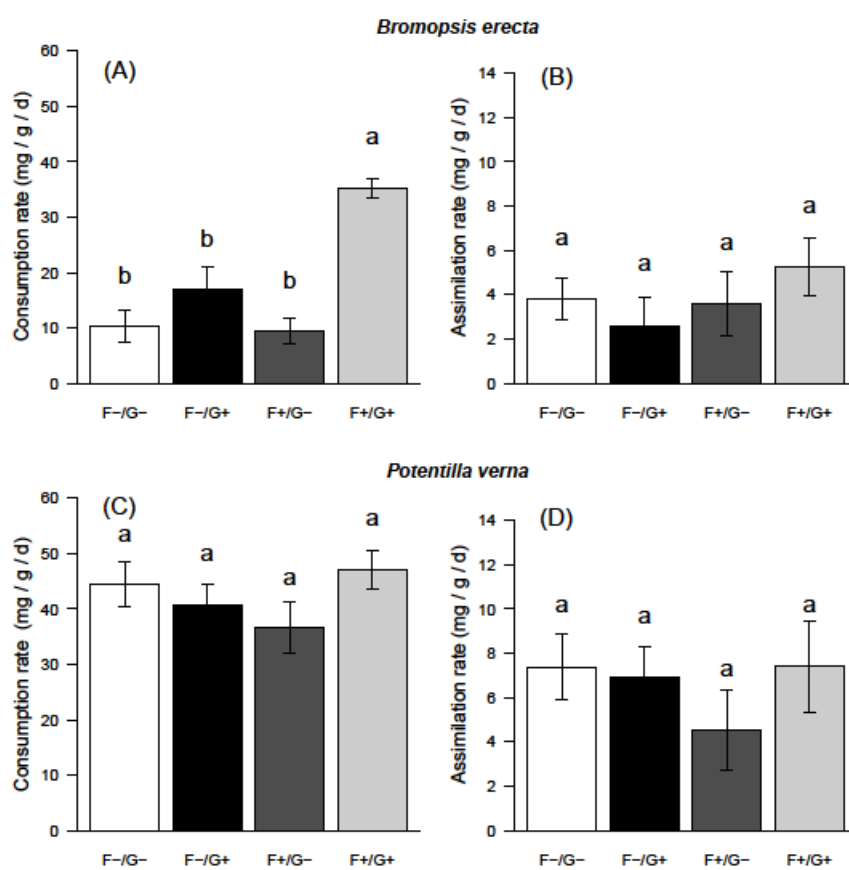 Bromopsis erecta
(A)
Consumption rate (mg / g / d)
60
50
40
30
20
10
0
b
b
b
a
F−/G−
F−/G+
F+/G−
F+/G+
(B)
Assimilation rate (mg / g / d)
14
12
10
8
6
4
2
0
a
a
a
a
F−/G−
F−/G+
F+/G−
F+/G+
Potentilla verna
(C)
Consumption rate (mg / g / d)
60
50
40
30
20
10
0
a
a
a
a
F−/G−
F−/G+
F+/G−
F+/G+
(D)
Assimilation rate (mg / g / d)
14
12
10
8
6
4
2
0
a
a
a
a
F−/G−
F−/G+
F+/G−
F+/G+